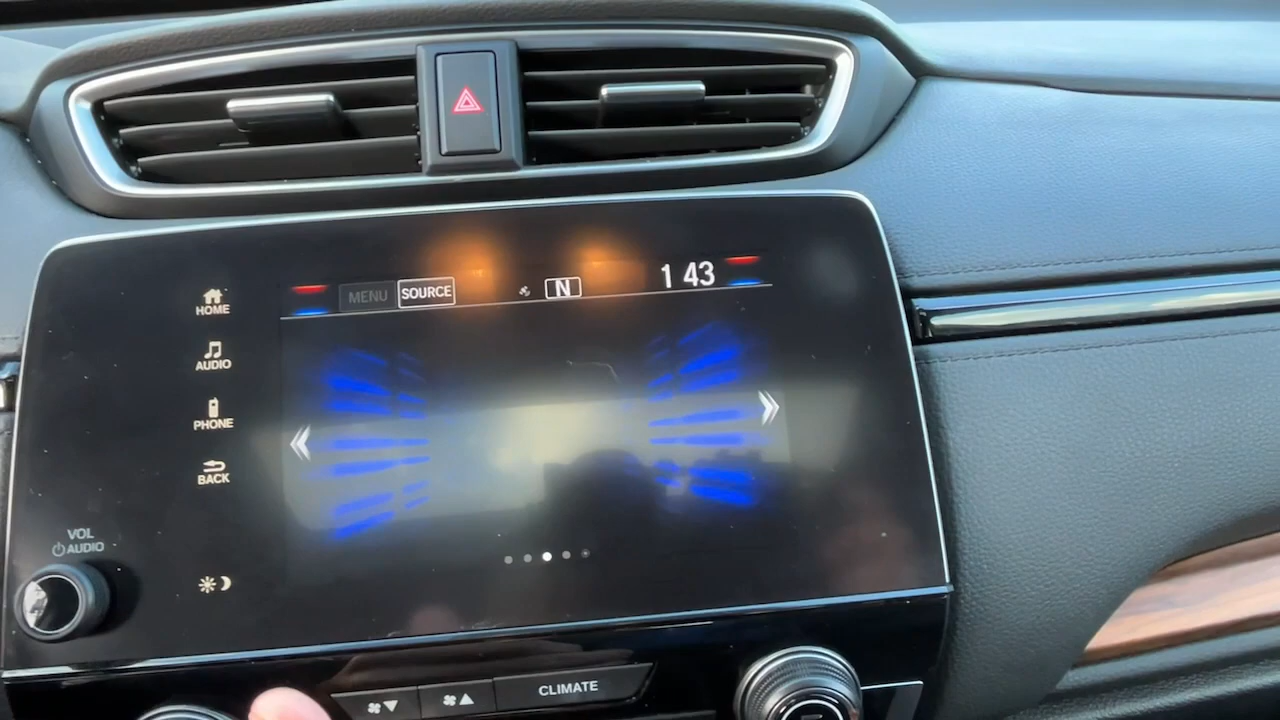 MENU SOURCE N 1 43
HOME
AUDIO
PHONE
BACK
VOL
AUDIO
CLIMATE